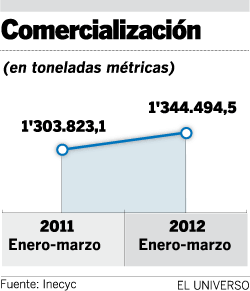 Comercialización
(en toneladas métricas)
1'344.494,5
1'303.823,1
2011
Enero-marzo
2012
Enero-marzo
Fuente: Inecyc
EL UNIVERSO